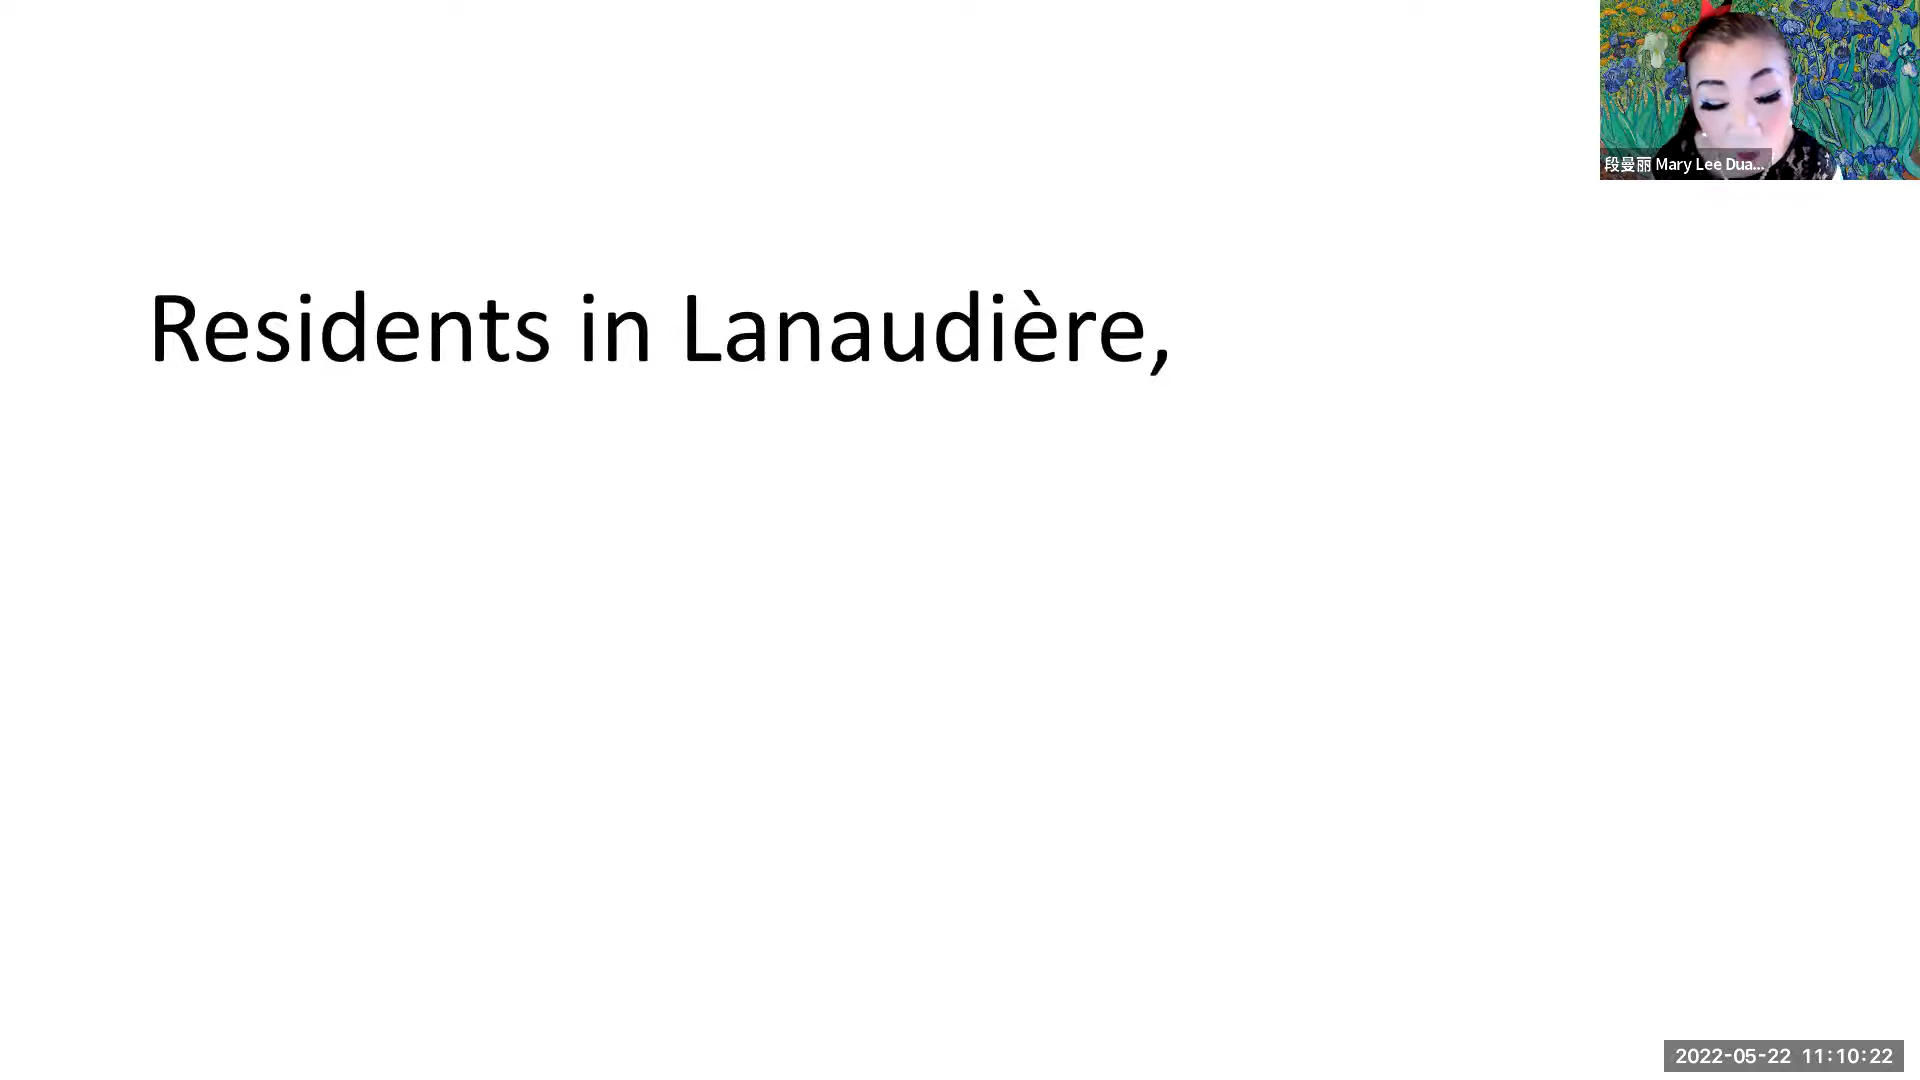 段曼丽 Mary Lee Dua...
Residents in Lanaudière,
2022-05-22 11:10:22